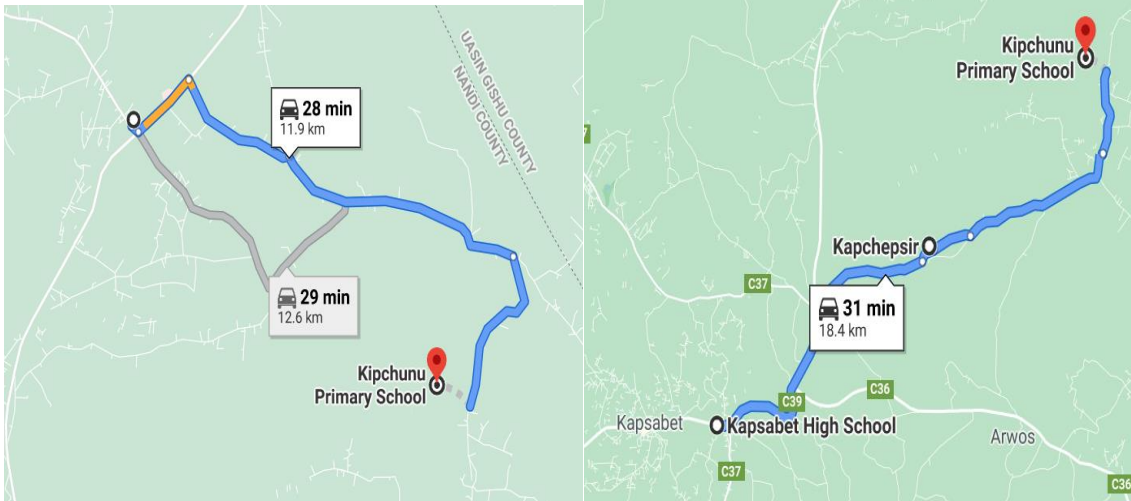 UASIN GISHU COUNTY
NANDI COUNTY
28 min
11.9 km
29 min
12.6 km
Kipchunu
Primary School
Kipchunu
Primary School
Kapchepsir
C37
31 min
18.4 km
C39
C36
Kapsabet
Kapsabet High School
Arwos
C37
C36